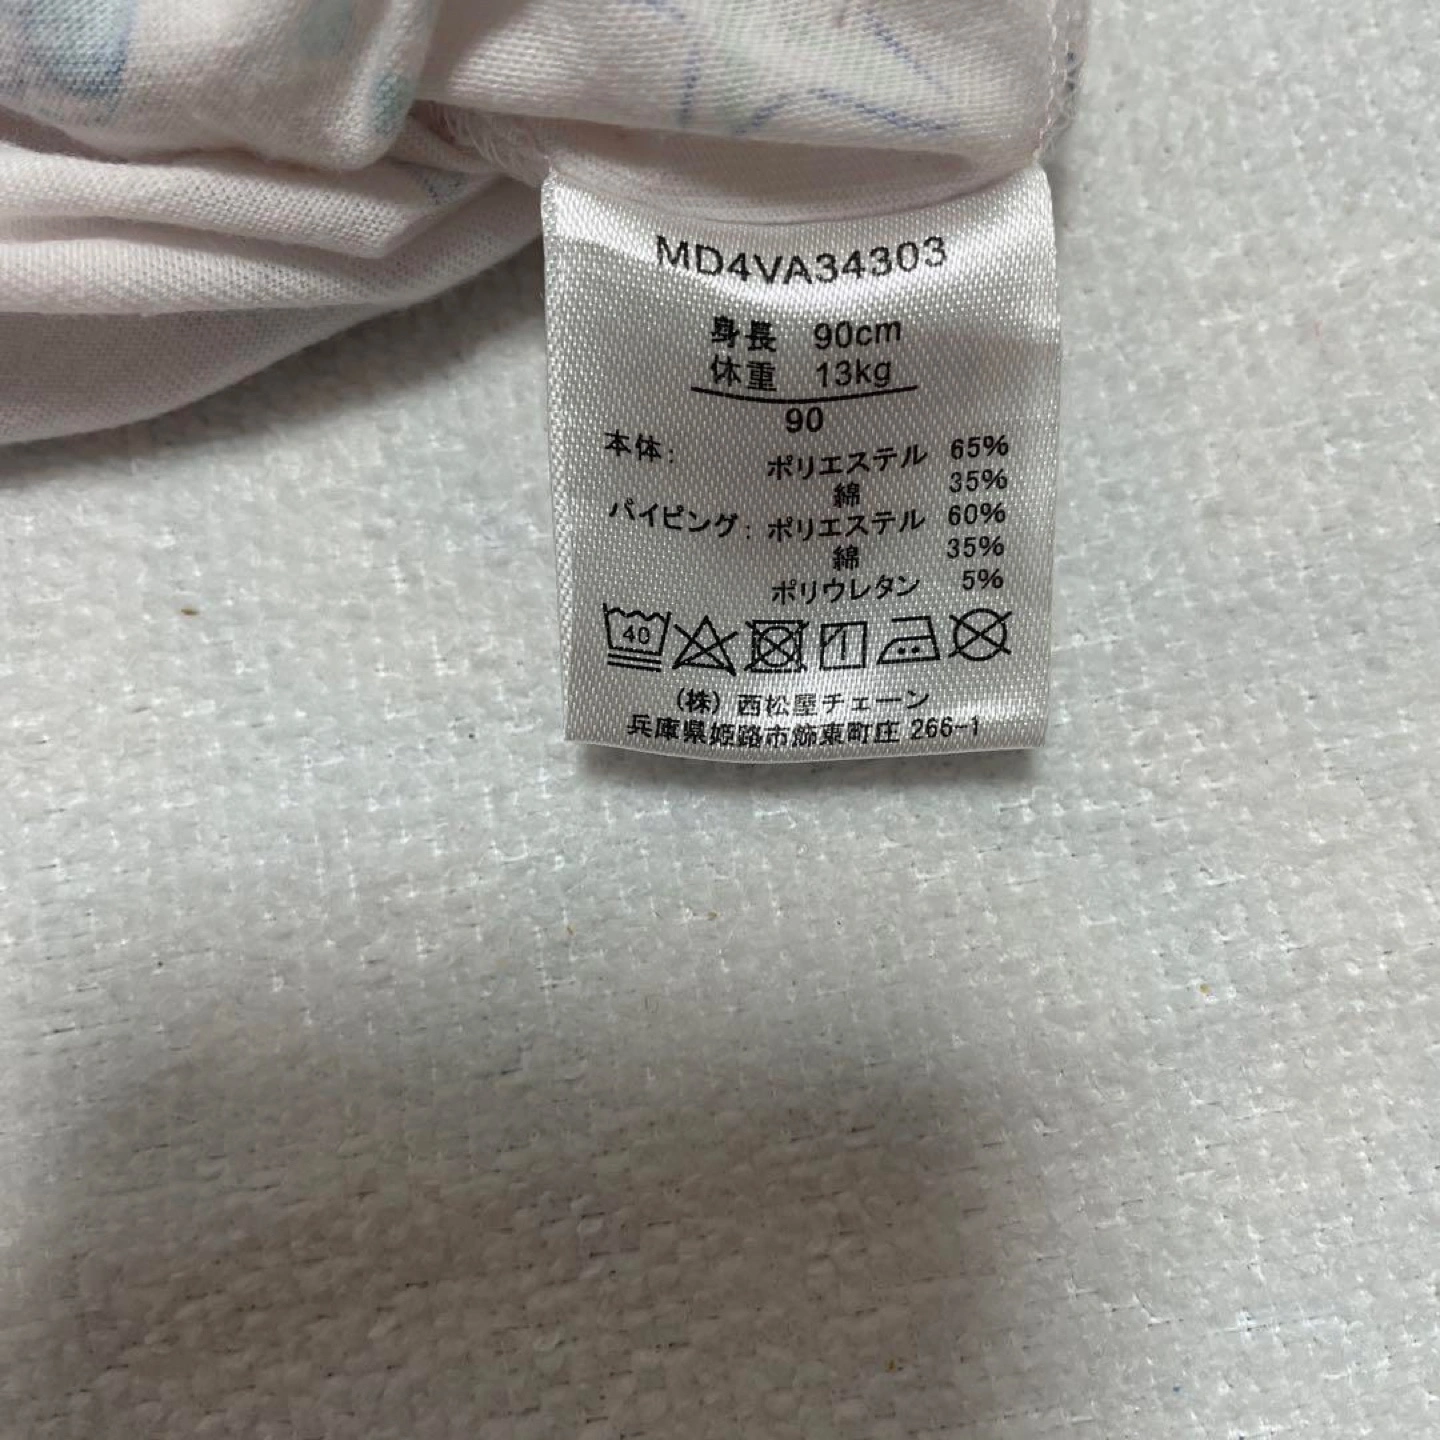 MD4VA34303
身長 90cm
体重 13kg
90
本体: ポリエステル 65%
綿 35%
パイピング: ポリエステル 60%
綿 35%
ポリウレタン 5%
40
(株) 西松屋チェーン
兵庫県姫路市飾東町庄 266-1